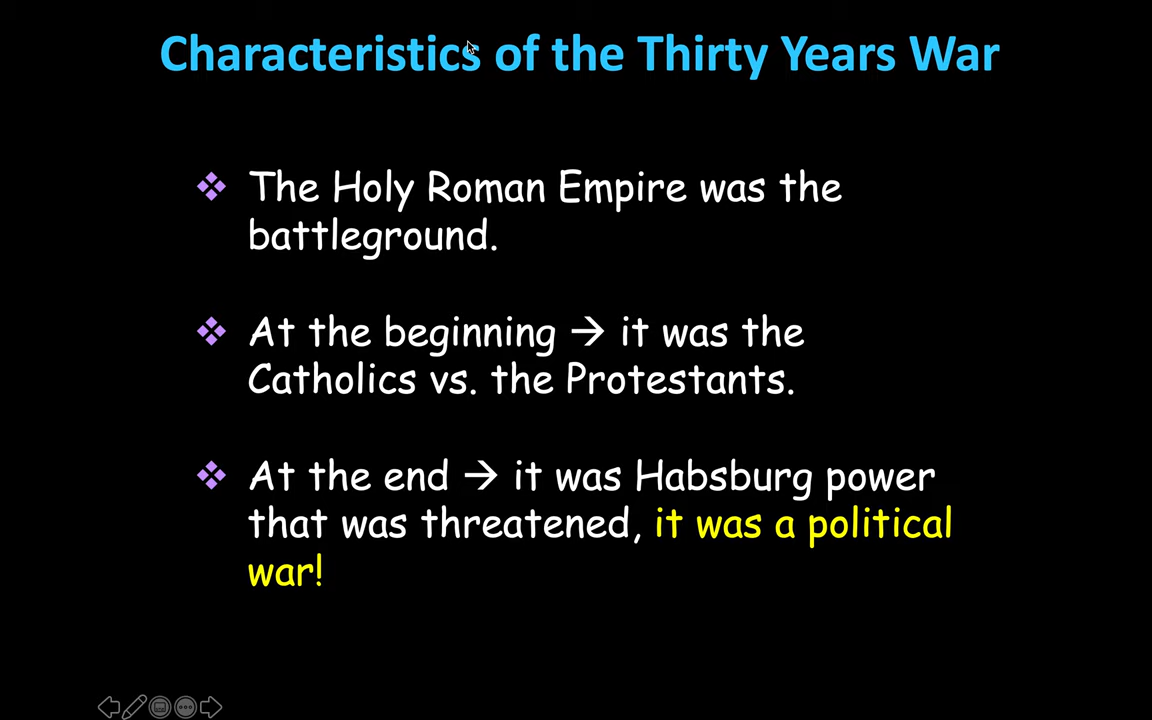 Characteristics of the Thirty Years War
❖ The Holy Roman Empire was the
battleground.
❖ At the beginning → it was the
Catholics vs. the Protestants.
❖ At the end → it was Habsburg power
that was threatened, it was a political
war!